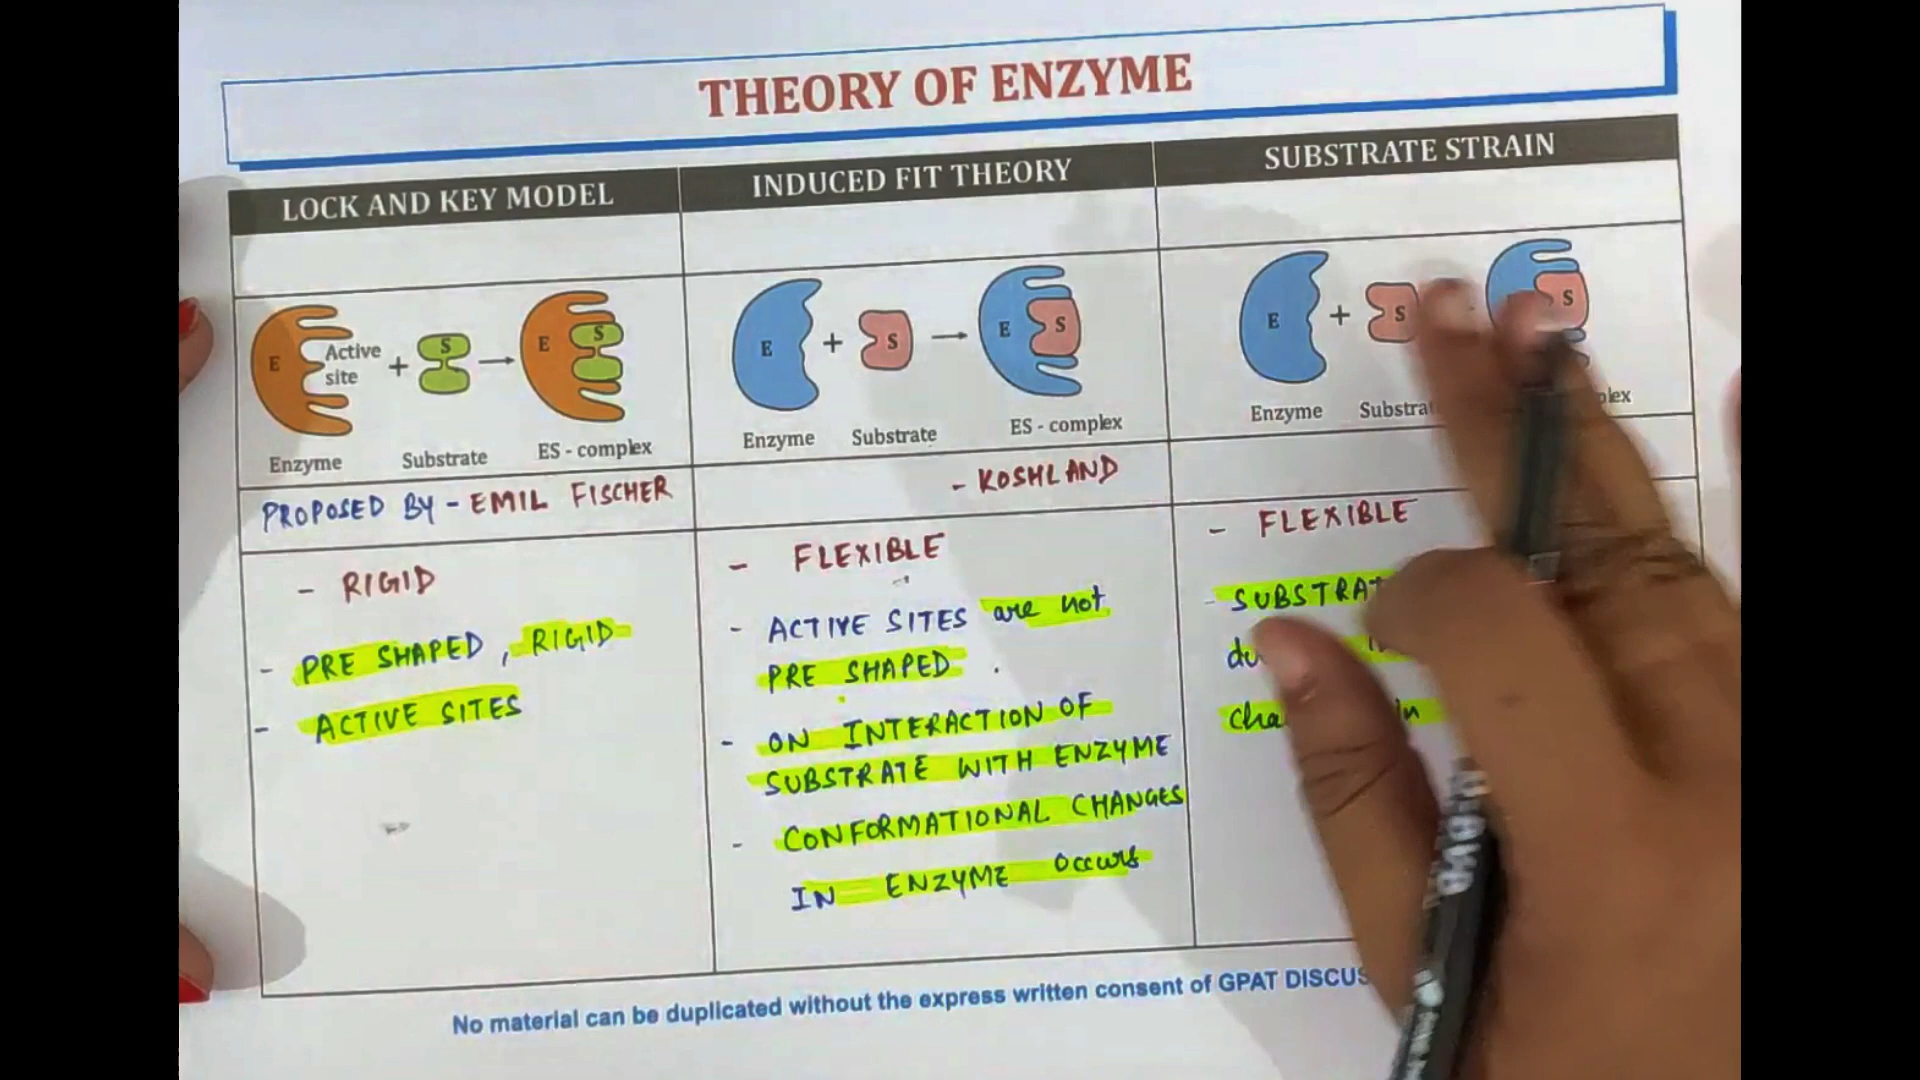 THEORY OF ENZYME
LOCK AND KEY MODEL
INDUCED FIT THEORY
SUBSTRATE STRAIN
E
Active
site
+
S
E
S
Enzyme
Substrate
ES - complex
E
+
S
E
S
Enzyme
Substrate
ES - complex
E
+
S
S
Enzyme
PROPOSED BY - EMIL FISCHER
- KOSHLAND
- RIGID
- PRE SHAPED, RIGID
- ACTIVE SITES
- FLEXIBLE
- ACTIVE SITES are not
PRE SHAPED .
- ON INTERACTION OF
SUBSTRATE WITH ENZYME
- CONFORMATIONAL CHANGES
IN ENZYME occurs
- FLEXIBLE
No material can be duplicated without the express written consent of GPAT